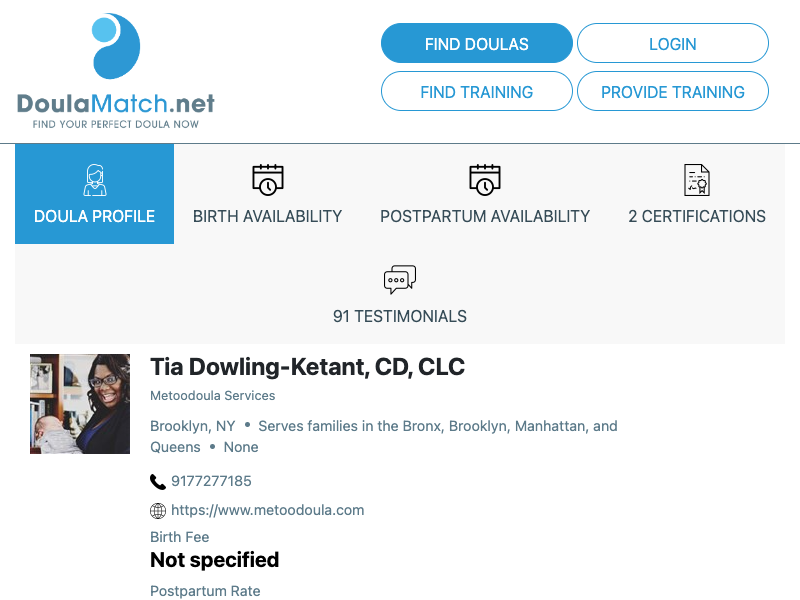 DoulaMatch.net
FIND YOUR PERFECT DOULA NOW
FIND DOULAS
LOGIN
FIND TRAINING
PROVIDE TRAINING
DOULA PROFILE
BIRTH AVAILABILITY
POSTPARTUM AVAILABILITY
2 CERTIFICATIONS
91 TESTIMONIALS
Tia Dowling-Ketant, CD, CLC
Metoodoula Services
Brooklyn, NY • Serves families in the Bronx, Brooklyn, Manhattan, and
Queens • None
9177277185
https://www.metoodoula.com
Birth Fee
Not specified
Postpartum Rate